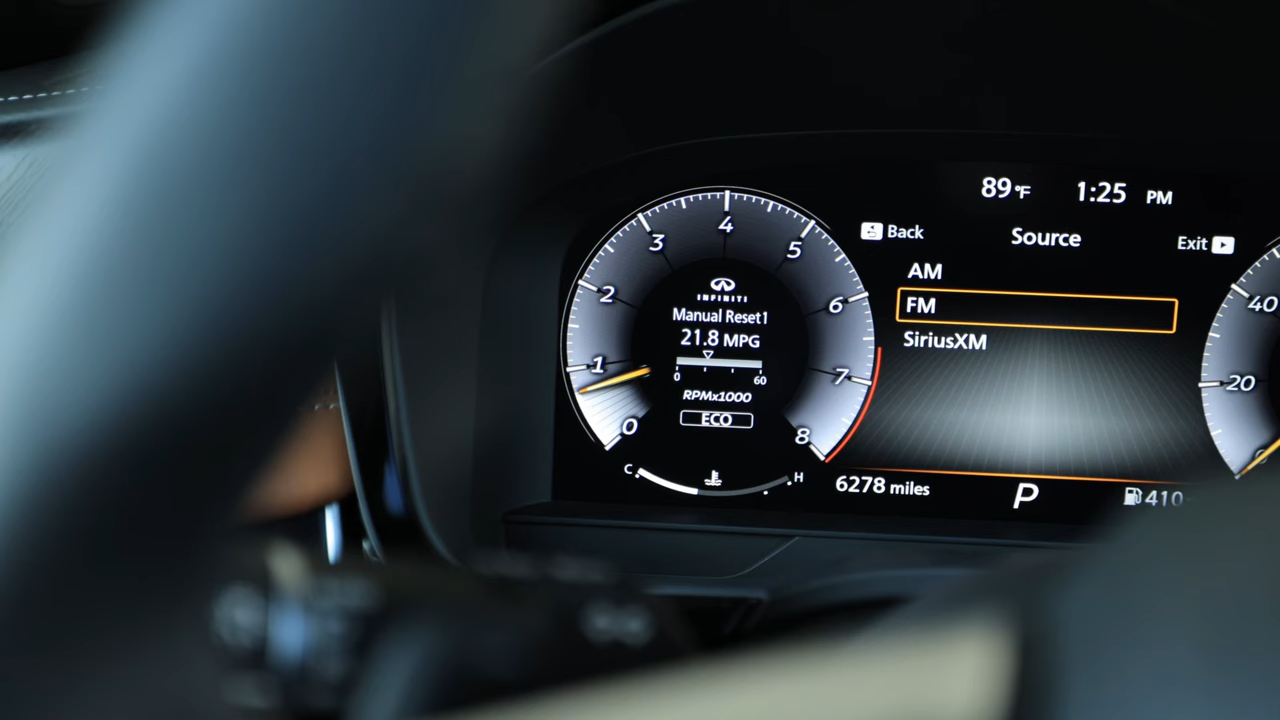 89°F 1:25 PM
Back Source Exit
AM
FM
SiriusXM
0 1 2 3 4 5 6 7 8
INFINITI
Manual Reset1
21.8 MPG
0 60
RPMx1000
ECO
C H
6278 miles P 410
0 20 40